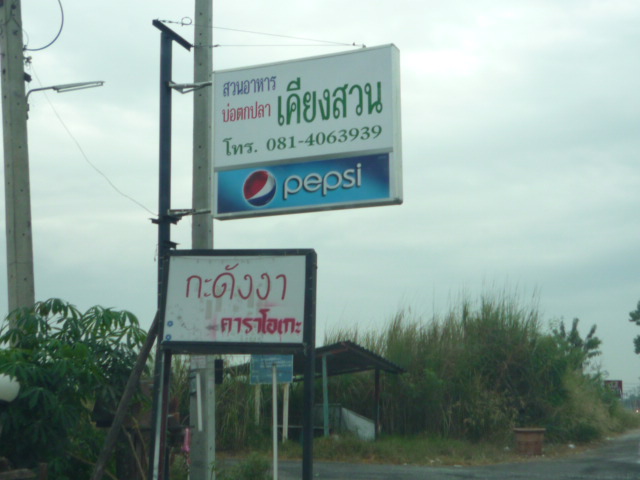 สวนอาหาร
บ่อตกปลา
เคียงสวน
โทร. 081-4063939
pepsi
กะดังงา
คาราโอเกะ